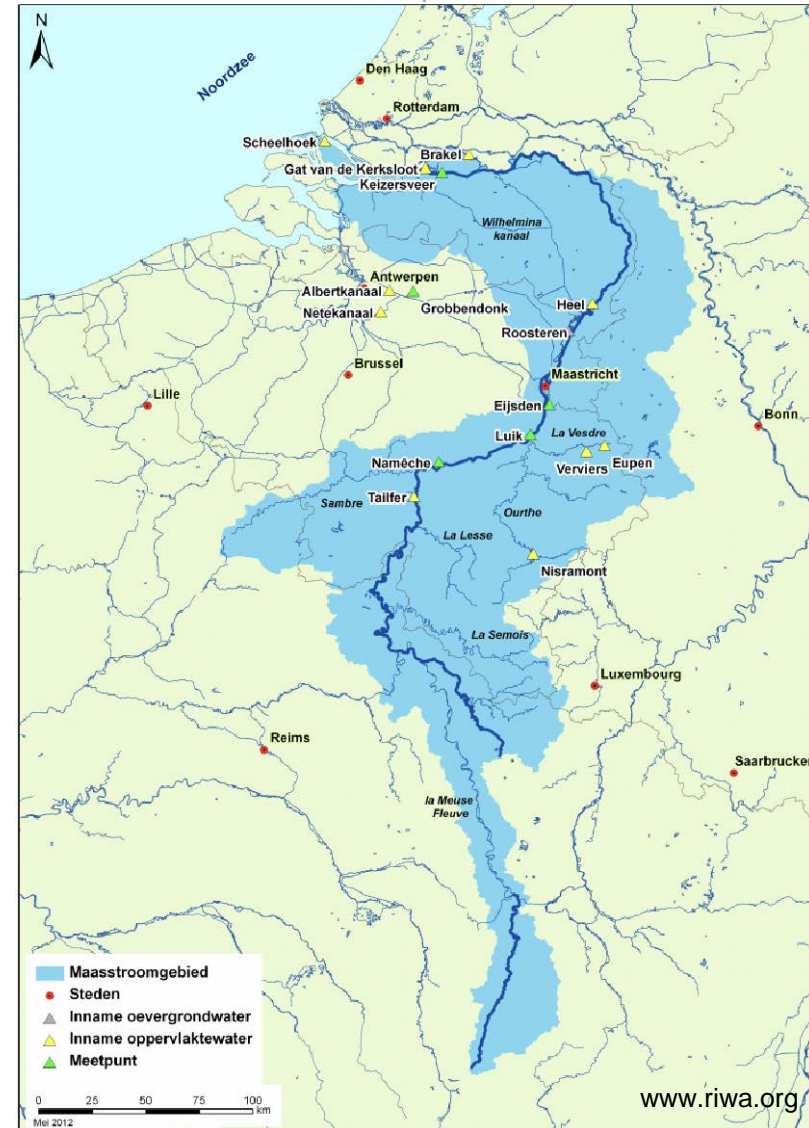 N
Noordzee
Den Haag
Rotterdam
Scheelhoek
Brakel
Gat van de Kerksloot
Keizersveer
Wilhelmina
kanaal
Antwerpen
Albertkanaal
Grobbendonk
Netekanaal
Heel
Roosteren
Brussel
Maastricht
Lille
Eijsden
Bonn
La Vesdre
Luik
Eupen
Verviers
Namêche
Tailfer
Sambre
Ourthe
La Lesse
Nisramont
La Semois
Luxembourg
Reims
Saarbrucken
la Meuse
Fleuve
Maasstroomgebied
Steden
Inname oevergrondwater
Inname oppervlaktewater
Meetpunt
0 25 50 75 100
km
Mei 2012
www.riwa.org